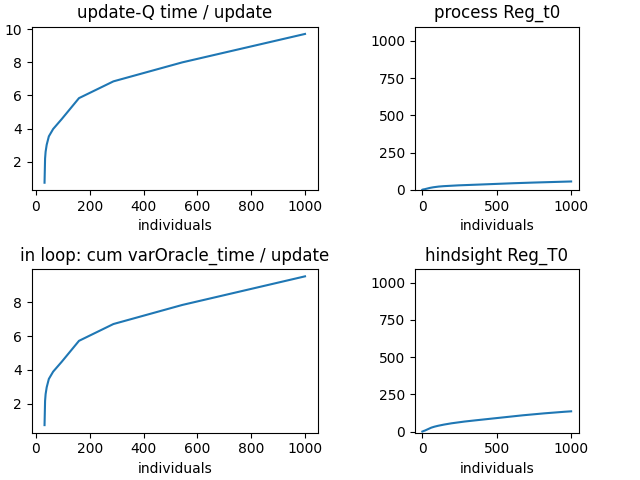 update-Q time / update
10
8
6
4
2
0 200 400 600 800 1000
individuals
process Reg_t0
1000
750
500
250
0
0 500 1000
individuals
in loop: cum varOracle_time / update
8
6
4
2
0 200 400 600 800 1000
individuals
hindsight Reg_T0
1000
750
500
250
0
0 500 1000
individuals